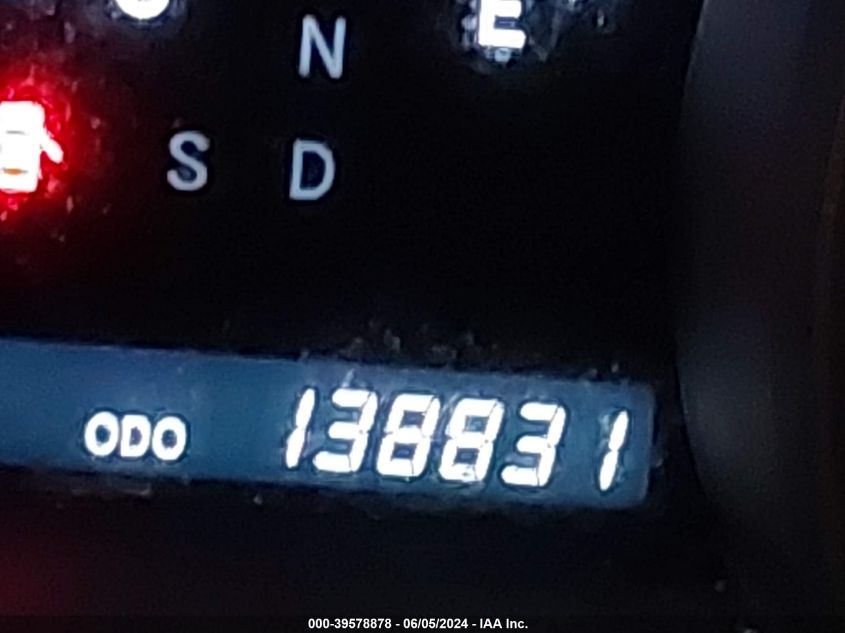 N
E
S D
ODO 138831
000-39578878 - 06/05/2024 - IAA Inc.